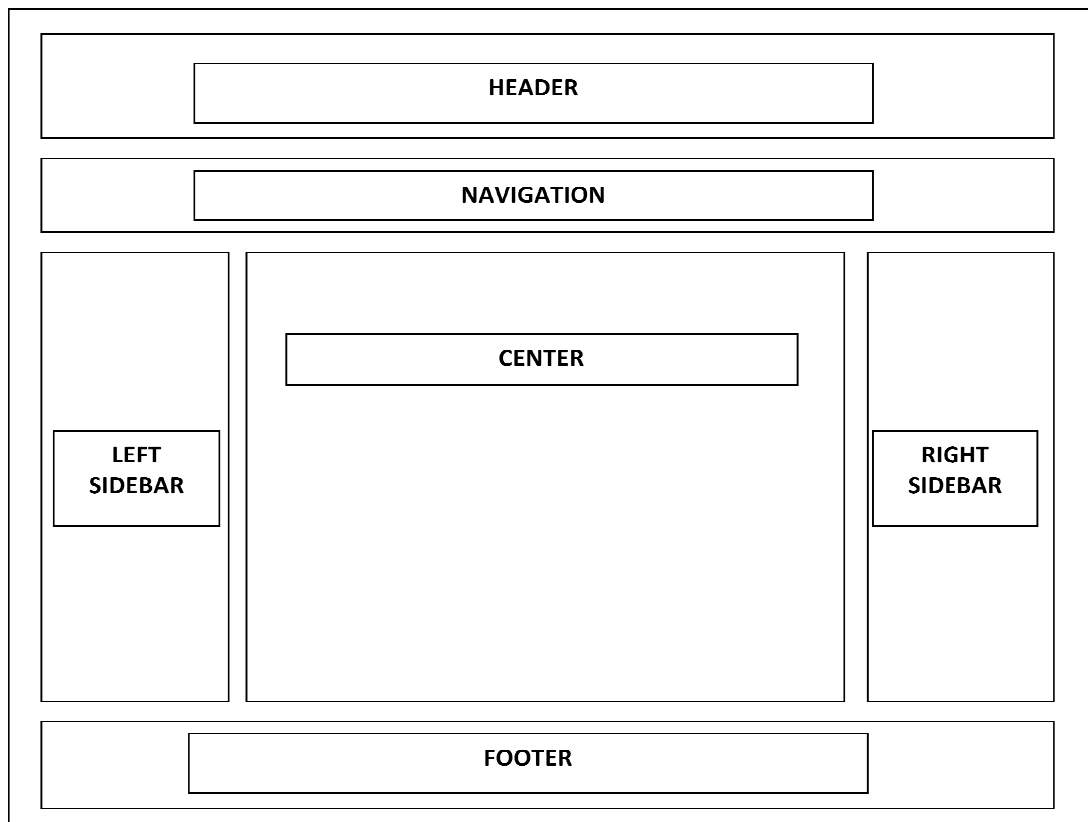 HEADER
NAVIGATION
CENTER
LEFT
SIDEBAR
RIGHT
SIDEBAR
FOOTER